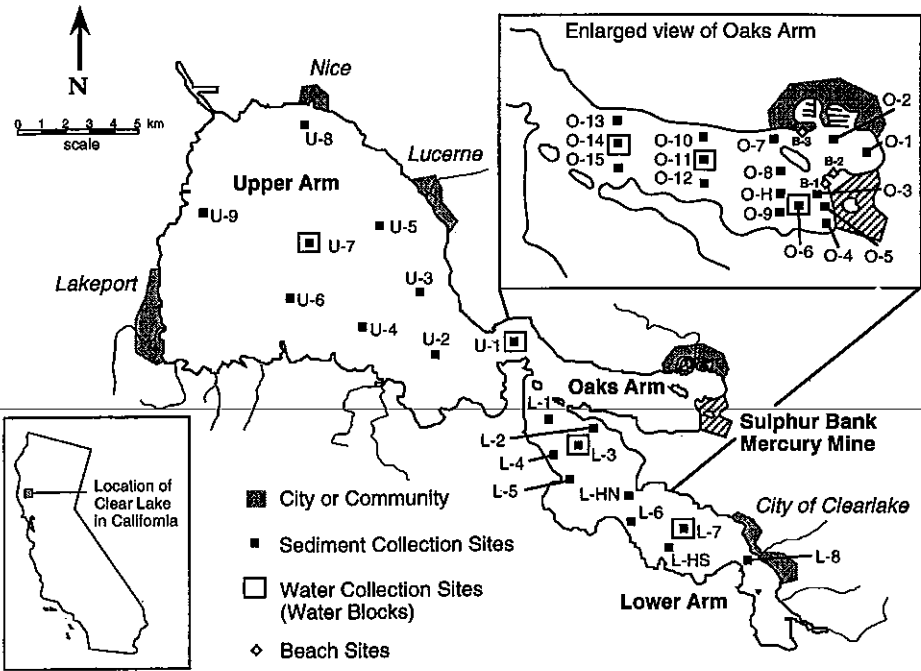 N
0 1 2 3 4 5 km
scale
Nice
U-8
Lucerne
Upper Arm
U-9
U-5
U-7
Lakeport
U-3
U-6
U-4
U-2
U-1
Enlarged view of Oaks Arm
O-13
O-14
O-15
O-10
O-11
O-12
O-7
B-3
O-2
O-1
O-8
B-2
B-1
O-H
O-3
O-9
O-6
O-4
O-5
Oaks Arm
L-1
L-2
L-3
L-4
L-5
L-HN
L-6
L-7
L-HS
L-8
Sulphur Bank
Mercury Mine
City of Clearlake
Lower Arm
Location of
Clear Lake
in California
City or Community
Sediment Collection Sites
Water Collection Sites
(Water Blocks)
Beach Sites